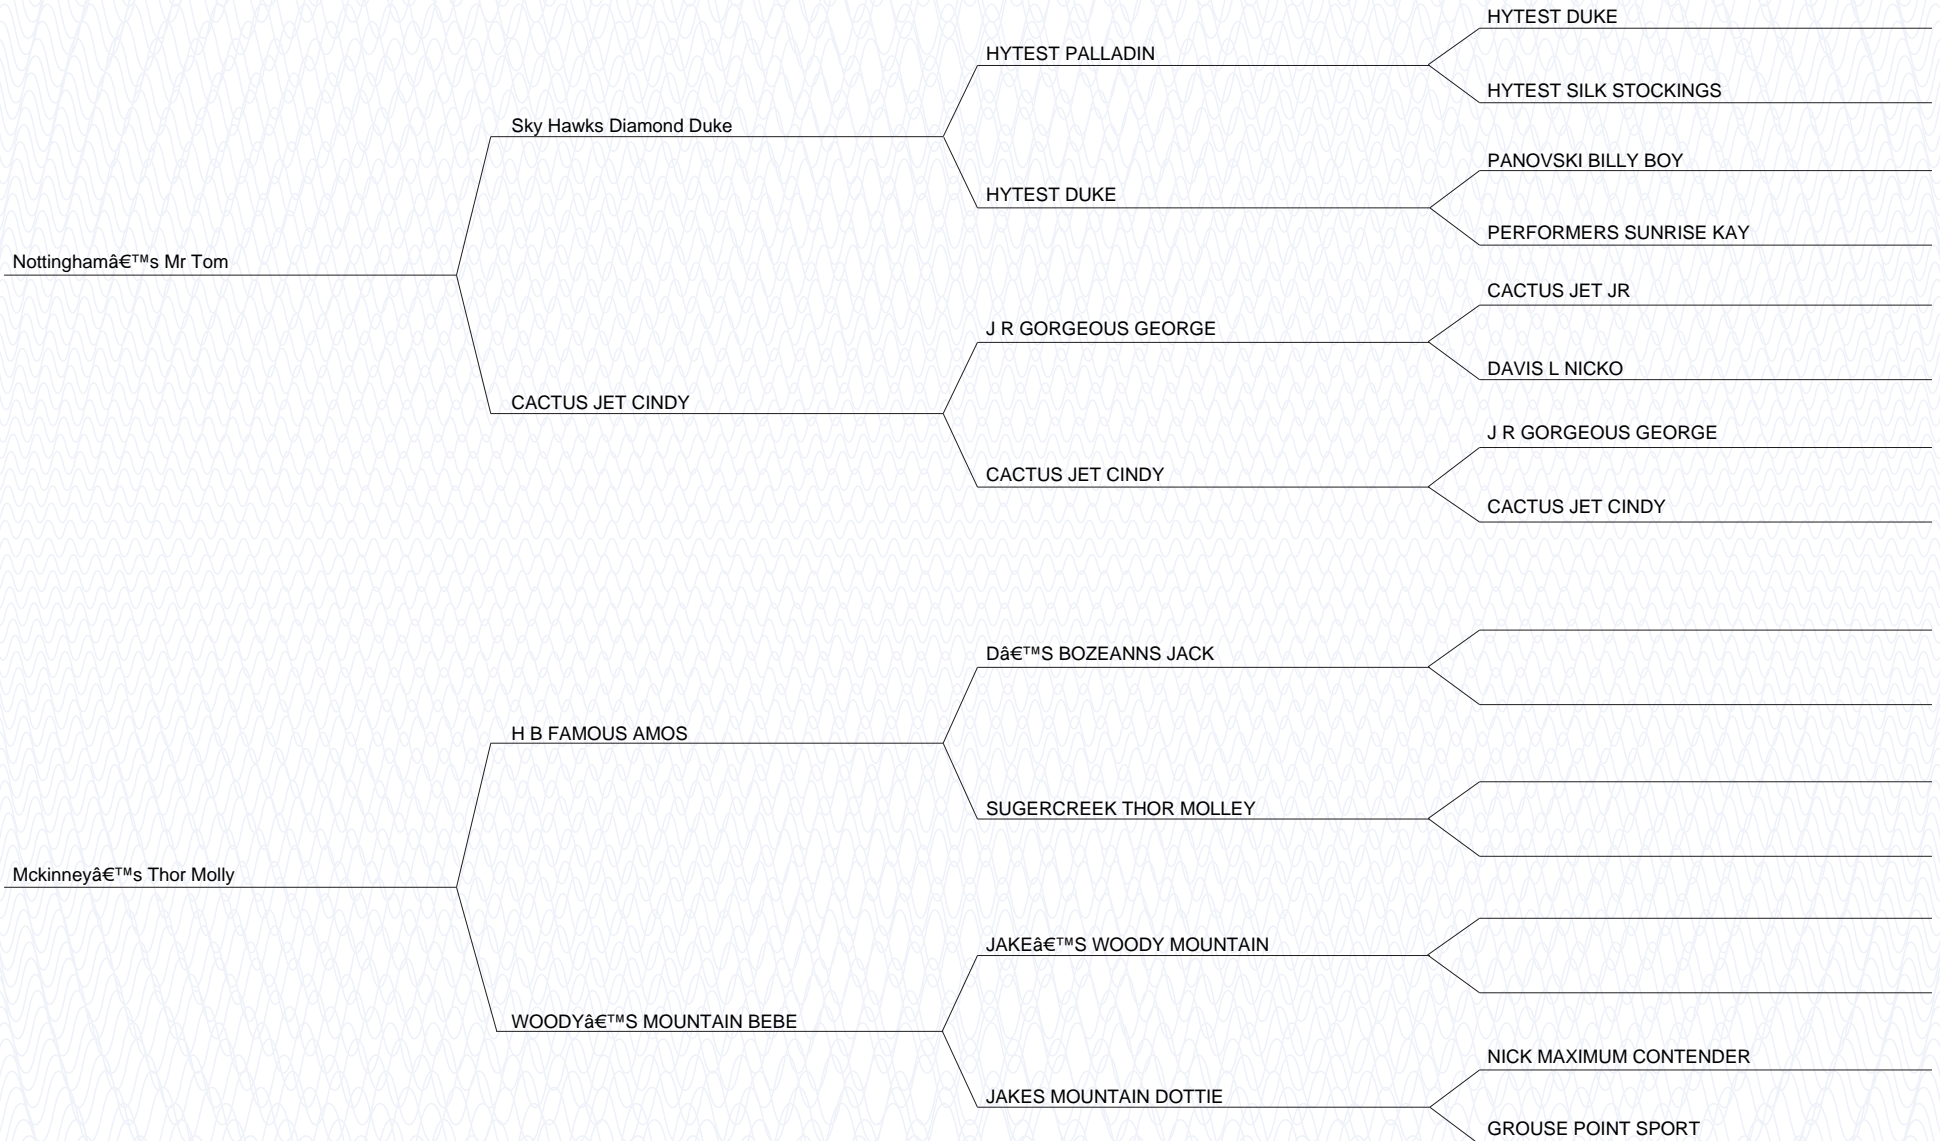 HYTEST DUKE
HYTEST PALLADIN
HYTEST SILK STOCKINGS
Sky Hawks Diamond Duke
PANOVSKI BILLY BOY
HYTEST DUKE
PERFORMERS SUNRISE KAY
Nottinghamâ€™s Mr Tom
CACTUS JET JR
J R GORGEOUS GEORGE
DAVIS L NICKO
CACTUS JET CINDY
J R GORGEOUS GEORGE
CACTUS JET CINDY
CACTUS JET CINDY
Dâ€™S BOZEANNS JACK
H B FAMOUS AMOS
SUGERCREEK THOR MOLLEY
Mckinneyâ€™s Thor Molly
JAKEâ€™S WOODY MOUNTAIN
WOODYâ€™S MOUNTAIN BEBE
NICK MAXIMUM CONTENDER
JAKES MOUNTAIN DOTTIE
GROUSE POINT SPORT